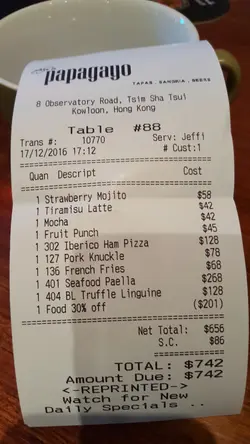 papagayo
TAPAS, SANGRIA, BEERS
8 Observatory Road, Tsim Sha Tsui
Kowloon, Hong Kong
Table #88
Trans #: 10770 Serv: Jeffi
17/12/2016 17:12 # Cust:1
Quan Descript Cost
1 Strawberry Mojito $58
1 Tiramisu Latte $42
1 Mocha $42
1 Fruit Punch $45
1 302 Iberico Ham Pizza $128
1 127 Pork Knuckle $78
1 136 French Fries $68
1 401 Seafood Paella $268
1 404 BL Truffle Linguine $128
1 Food 30% off ($201)
Net Total: $656
S.C. $86
TOTAL: $742
Amount Due: $742
<-REPRINTED->
Watch for New
Daily Specials ..